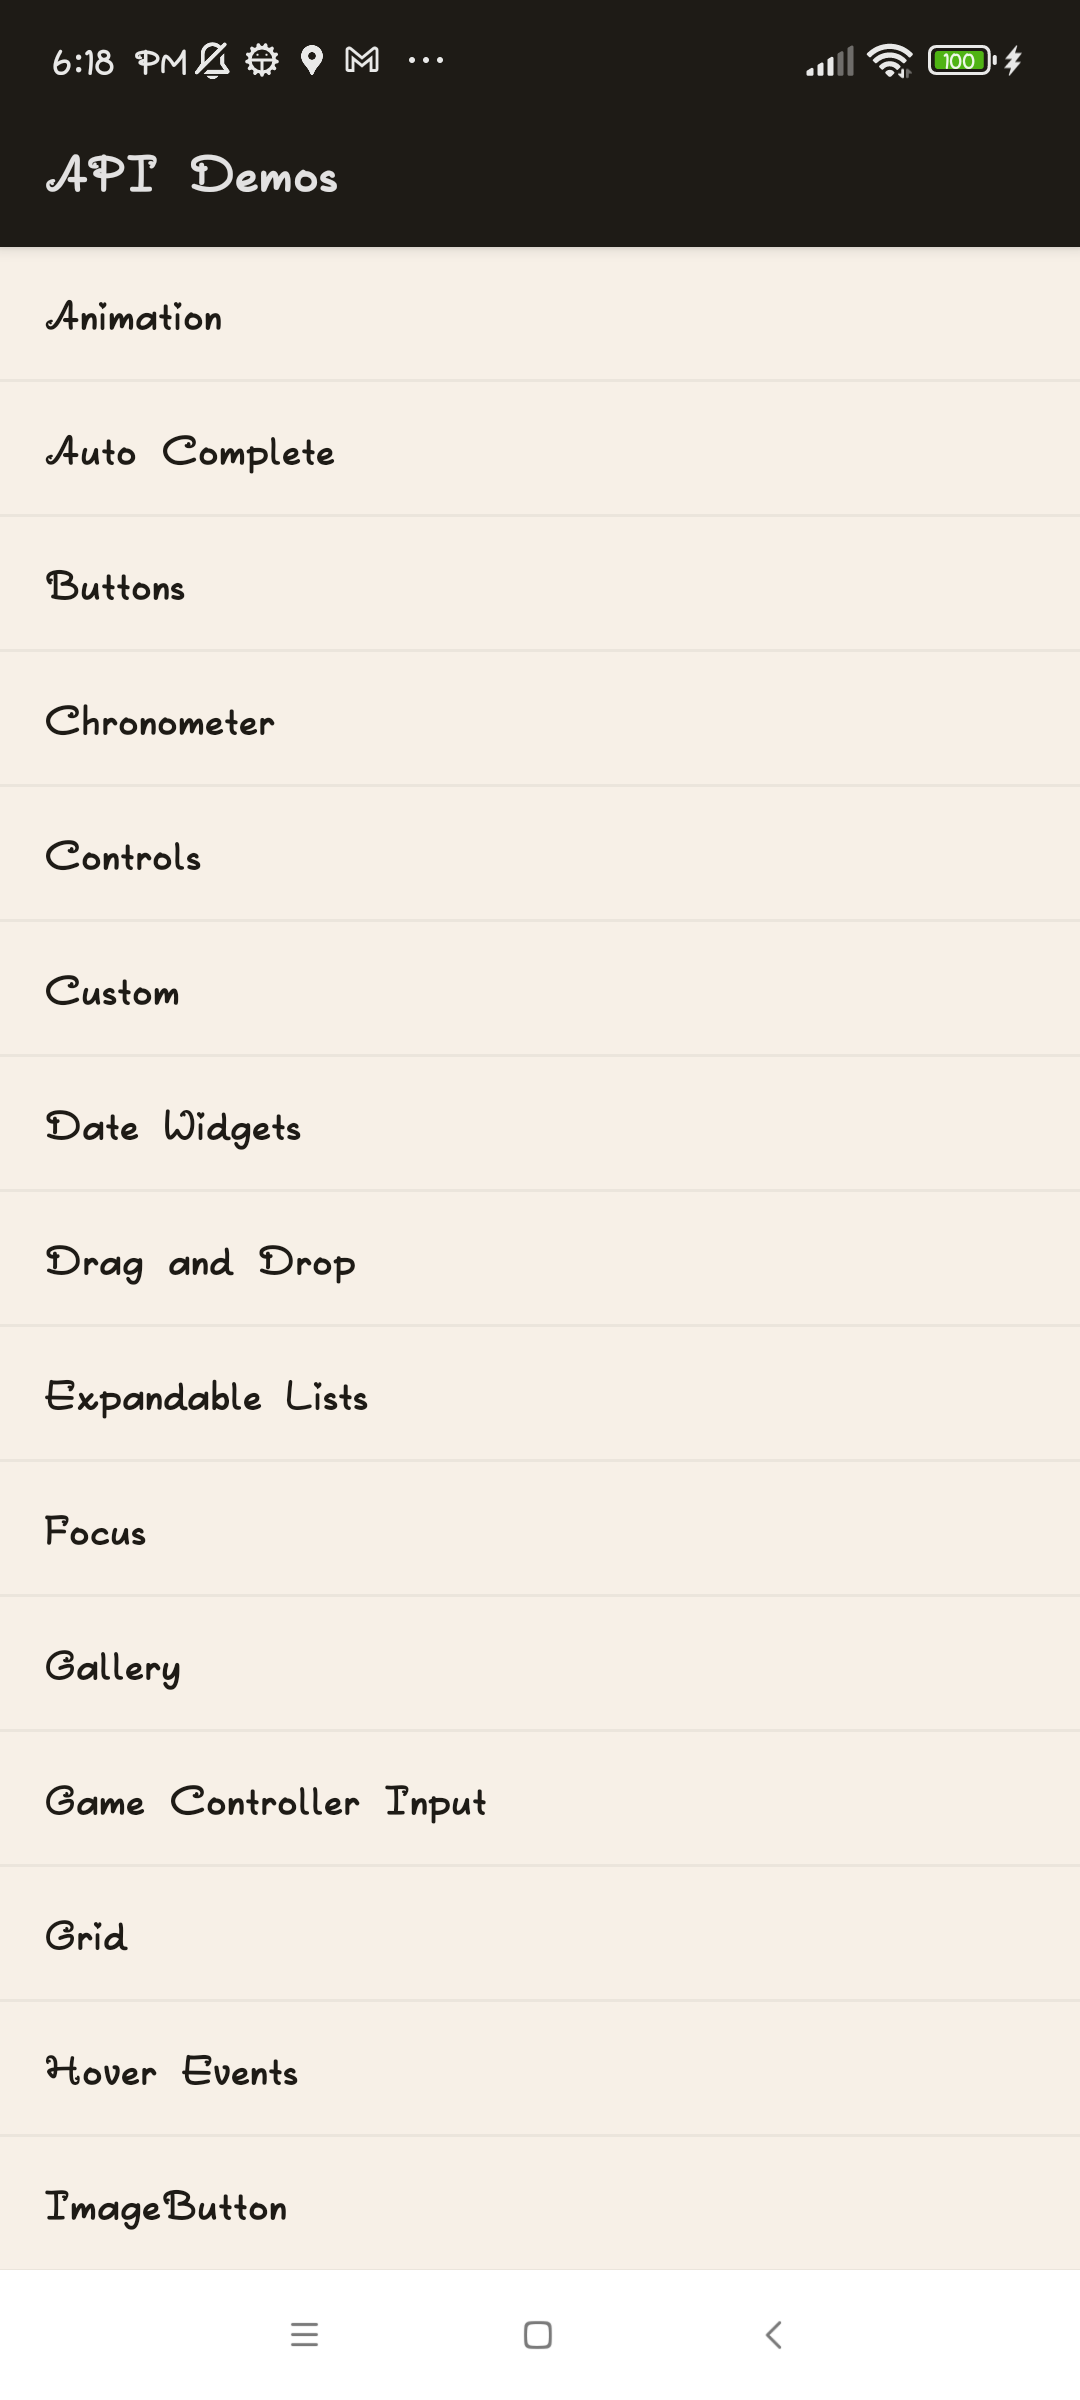 6:18 PM
100
API Demos
Animation
Auto Complete
Buttons
Chronometer
Controls
Custom
Date Widgets
Drag and Drop
Expandable Lists
Focus
Gallery
Game Controller Input
Grid
Hover Events
ImageButton